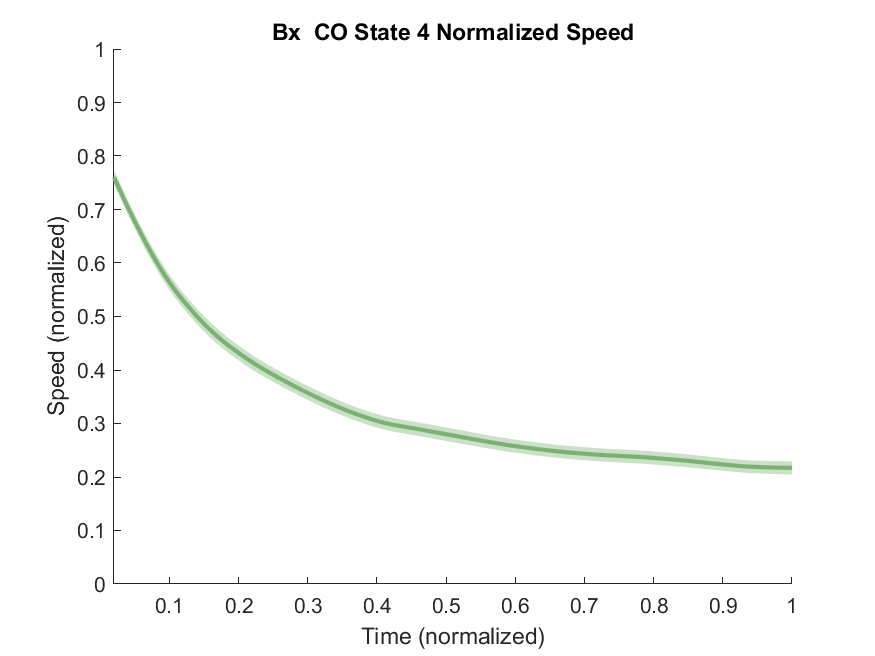 Bx  CO State 4 Normalized Speed
1
0.9
0.8
0.7
0.6
0.5
0.4
0.3
0.2
0.1
0
Speed (normalized)
0.1 0.2 0.3 0.4 0.5 0.6 0.7 0.8 0.9 1
Time (normalized)